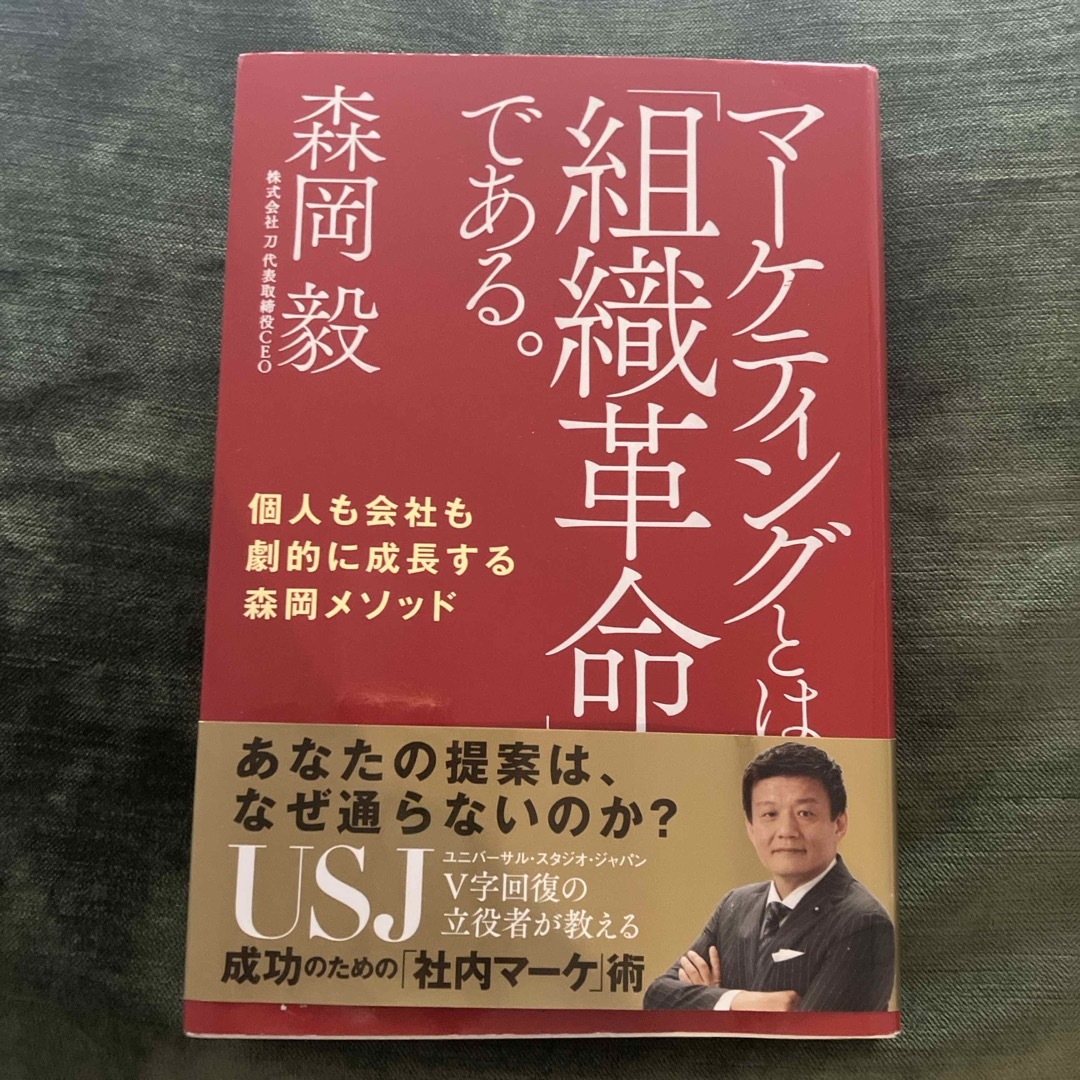 マーケティングとは
「組織革命」
である。
森岡 毅
株式会社 刀 代表取締役CEO
個人も会社も
劇的に成長する
森岡メソッド
あなたの提案は、
なぜ通らないのか?
USJ
ユニバーサル・スタジオ・ジャパン
V字回復の
立役者が教える
成功のための「社内マーケ」術